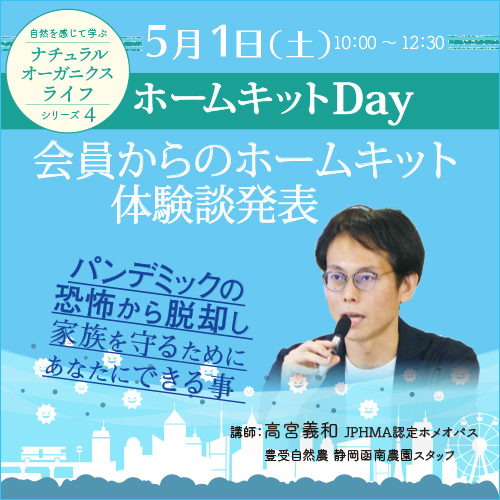 自然を感じて学ぶ
ナチュラル
オーガニクス
ライフ
シリーズ 4
5月1日(土) 10:00 ~ 12:30
ホームキットDay
会員からのホームキット
体験談発表
パンデミックの
恐怖から脱却し
家族を守るために
あなたにできる事
講師:高宮義和 JPHMA認定ホメオパス
豊受自然農 静岡函南農園スタッフ